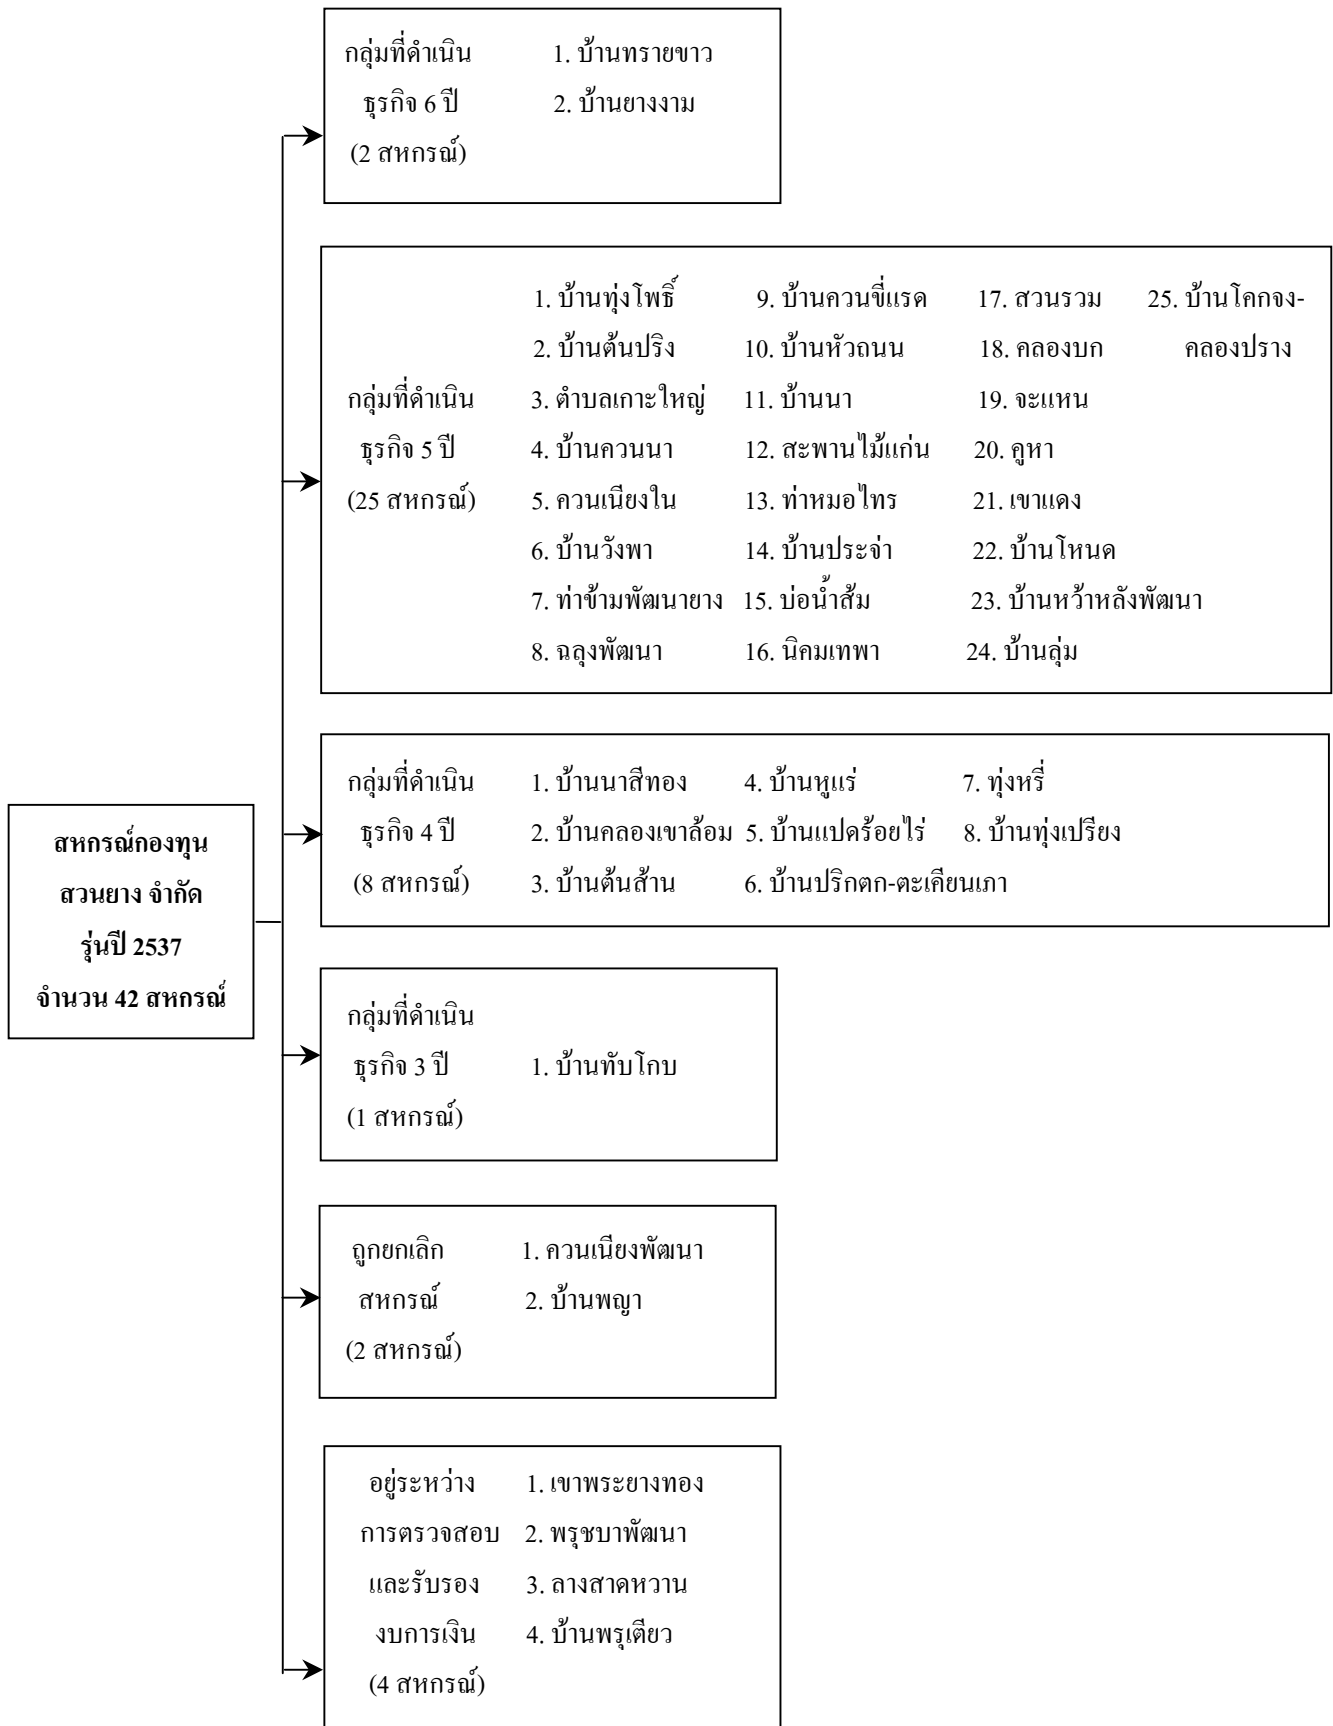 กลุ่มที่ดำเนิน 1. บ้านทรายขาว
ธุรกิจ 6 ปี 2. บ้านยางงาม
(2 สหกรณ์)
1. บ้านทุ่งโพธิ์ 9. บ้านควนขี่แรด 17. สวนรวม 25. บ้านโคกจง-
2. บ้านต้นปริง 10. บ้านหัวถนน 18. คลองบก คลองปราง
กลุ่มที่ดำเนิน 3. ตำบลเกาะใหญ่ 11. บ้านนา 19. จะแหน
ธุรกิจ 5 ปี 4. บ้านควนนา 12. สะพานไม้แก่น 20. คูหา
(25 สหกรณ์) 5. ควนเนียงใน 13. ท่าหมอไทร 21. เขาแดง
6. บ้านวังพา 14. บ้านประจ่า 22. บ้านโหนด
7. ท่าข้ามพัฒนายาง 15. บ่อน้ำส้ม 23. บ้านหว้าหลังพัฒนา
8. ฉลุงพัฒนา 16. นิคมเทพา 24. บ้านลุ่ม
กลุ่มที่ดำเนิน 1. บ้านนาสีทอง 4. บ้านหูแร่ 7. ทุ่งหรี่
ธุรกิจ 4 ปี 2. บ้านคลองเขาล้อม 5. บ้านแปดร้อยไร่ 8. บ้านทุ่งเปรียง
(8 สหกรณ์) 3. บ้านต้นส้าน 6. บ้านปริกตก-ตะเคียนเภา
สหกรณ์กองทุน
สวนยาง จำกัด
รุ่นปี 2537
จำนวน 42 สหกรณ์
กลุ่มที่ดำเนิน
ธุรกิจ 3 ปี 1. บ้านทับโกบ
(1 สหกรณ์)
ถูกยกเลิก 1. ควนเนียงพัฒนา
สหกรณ์ 2. บ้านพญา
(2 สหกรณ์)
อยู่ระหว่าง 1. เขาพระยางทอง
การตรวจสอบ 2. พรุชบาพัฒนา
และรับรอง 3. ลางสาดหวาน
งบการเงิน 4. บ้านพรุเตียว
(4 สหกรณ์)